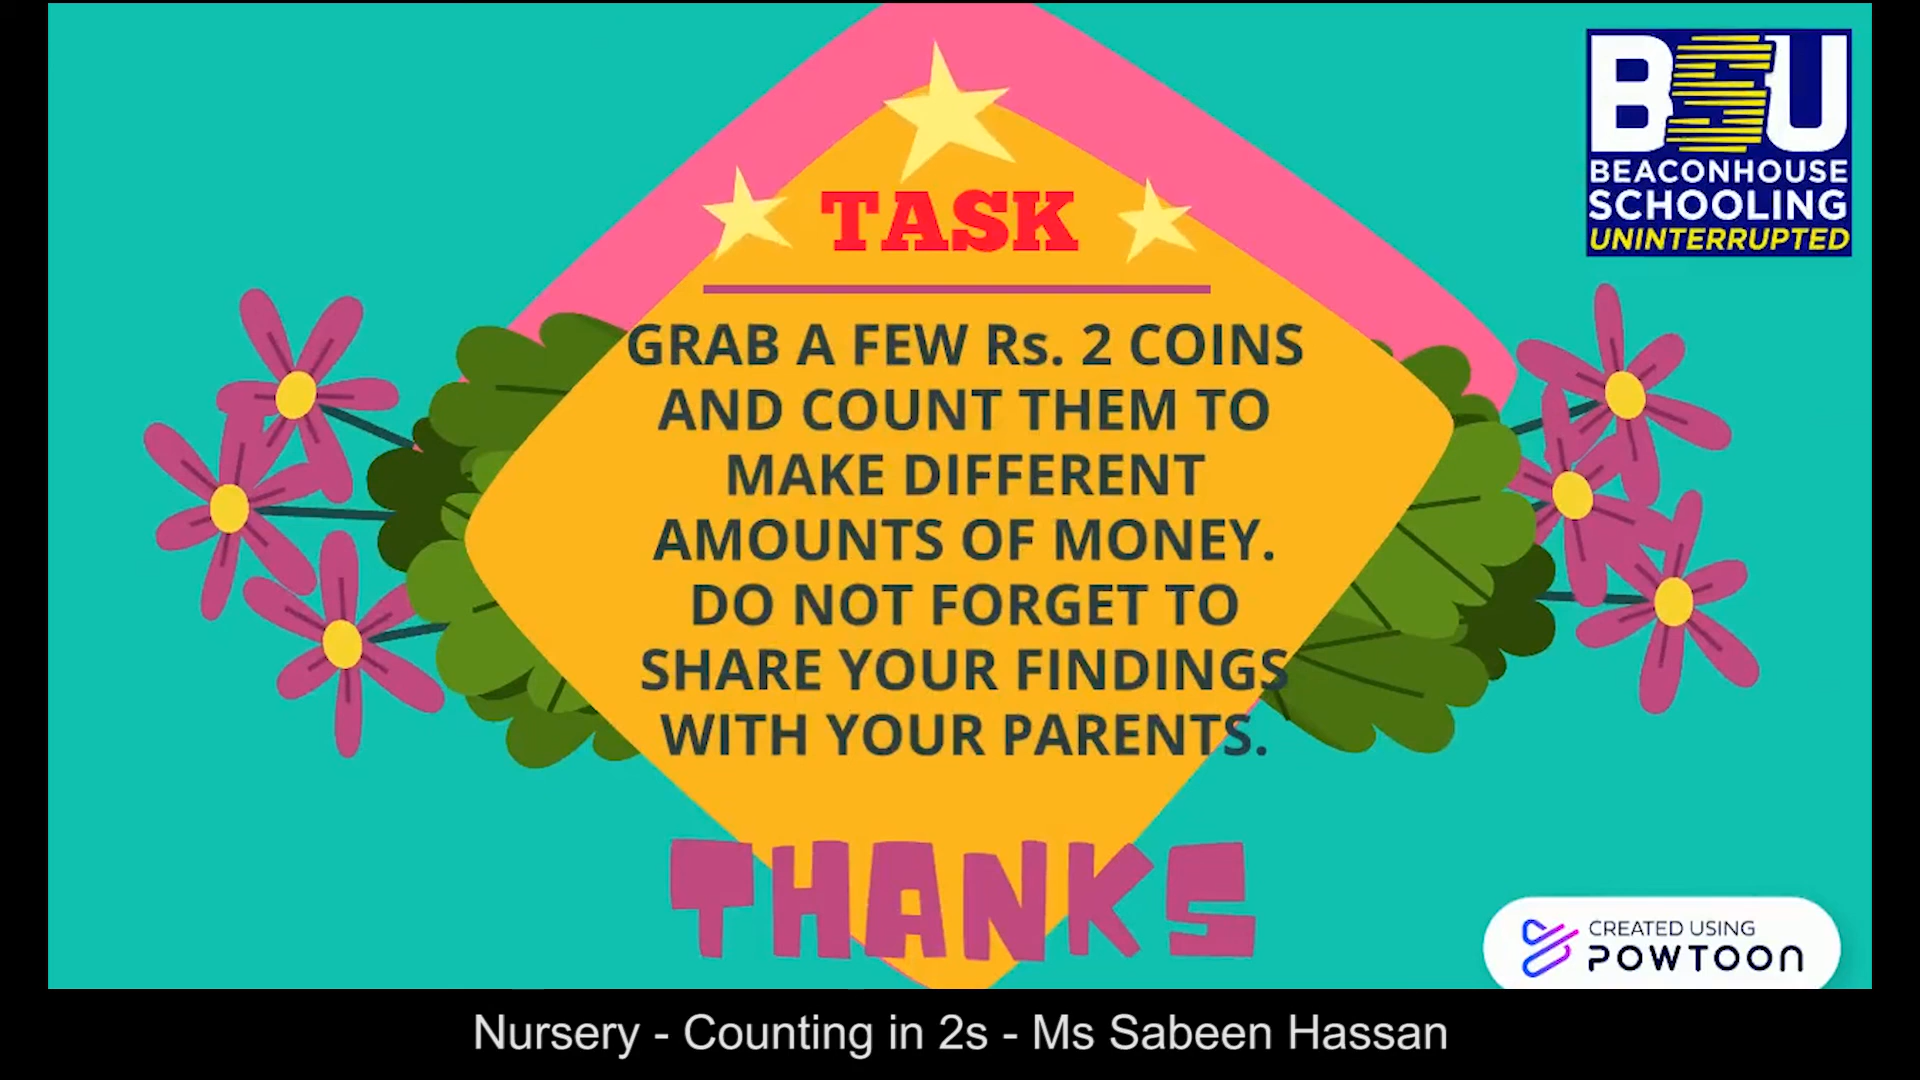 BSU
BEACONHOUSE
SCHOOLING
UNINTERRUPTED
TASK
GRAB A FEW Rs. 2 COINS
AND COUNT THEM TO
MAKE DIFFERENT
AMOUNTS OF MONEY.
DO NOT FORGET TO
SHARE YOUR FINDINGS
WITH YOUR PARENTS.
THANKS
CREATED USING
POWTOON
Nursery - Counting in 2s - Ms Sabeen Hassan